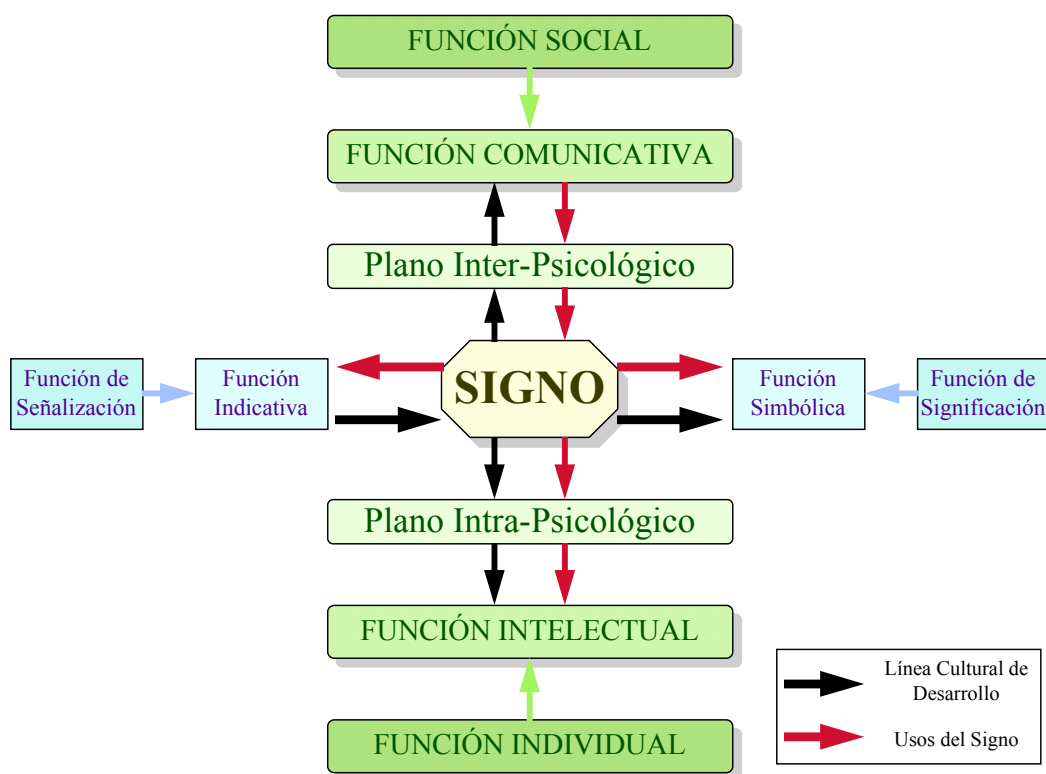 FUNCIÓN SOCIAL
FUNCIÓN COMUNICATIVA
Plano Inter-Psicológico
Función de
Señalización
Función
Indicativa
SIGNO
Función
Simbólica
Función de
Significación
Plano Intra-Psicológico
FUNCIÓN INTELECTUAL
FUNCIÓN INDIVIDUAL
Línea Cultural de
Desarrollo
Usos del Signo